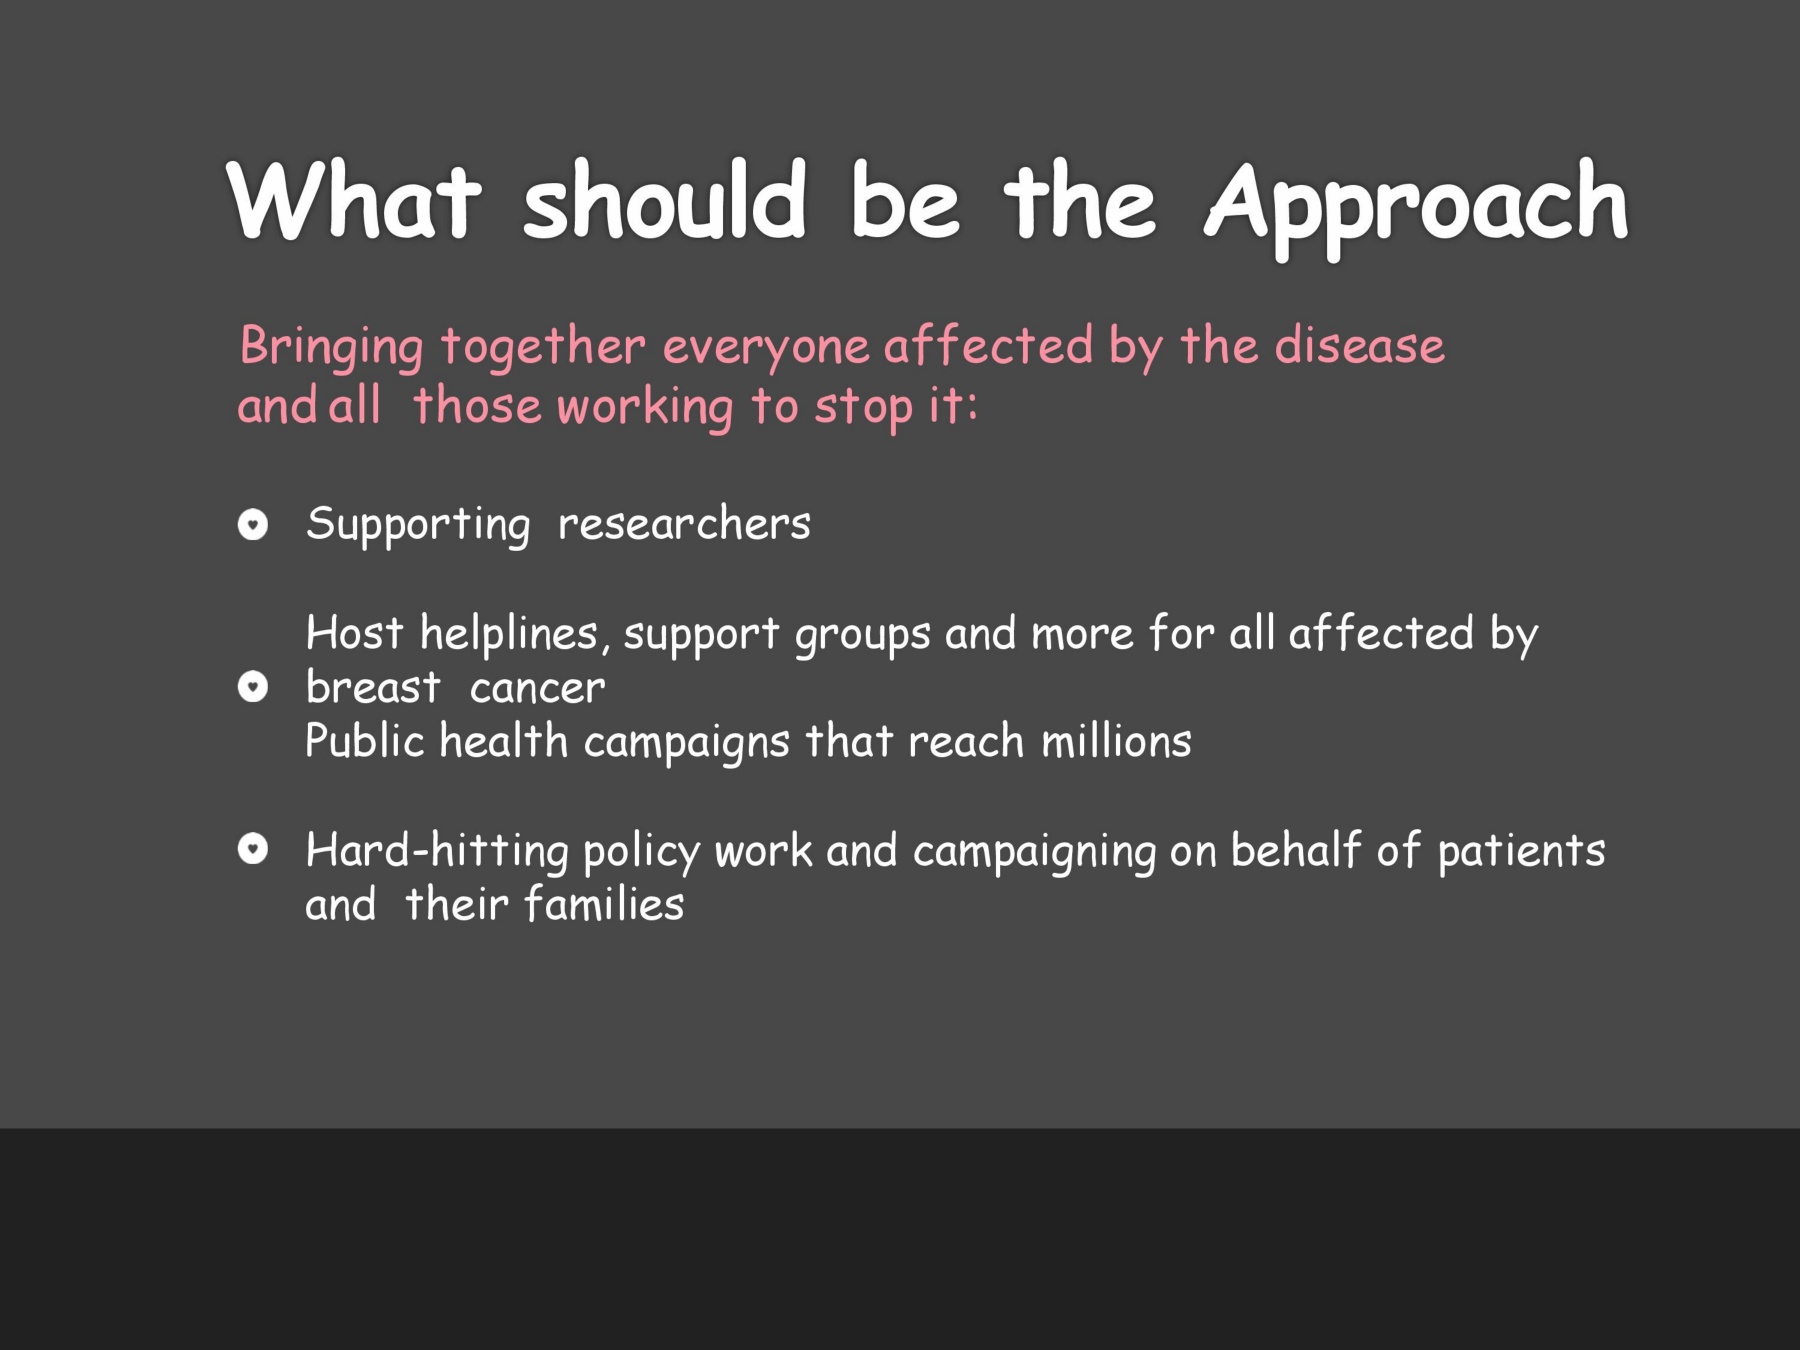 What should be the Approach
Bringing together everyone affected by the disease
and all those working to stop it:
Supporting researchers
Host helplines, support groups and more for all affected by
breast cancer
Public health campaigns that reach millions
Hard-hitting policy work and campaigning on behalf of patients
and their families